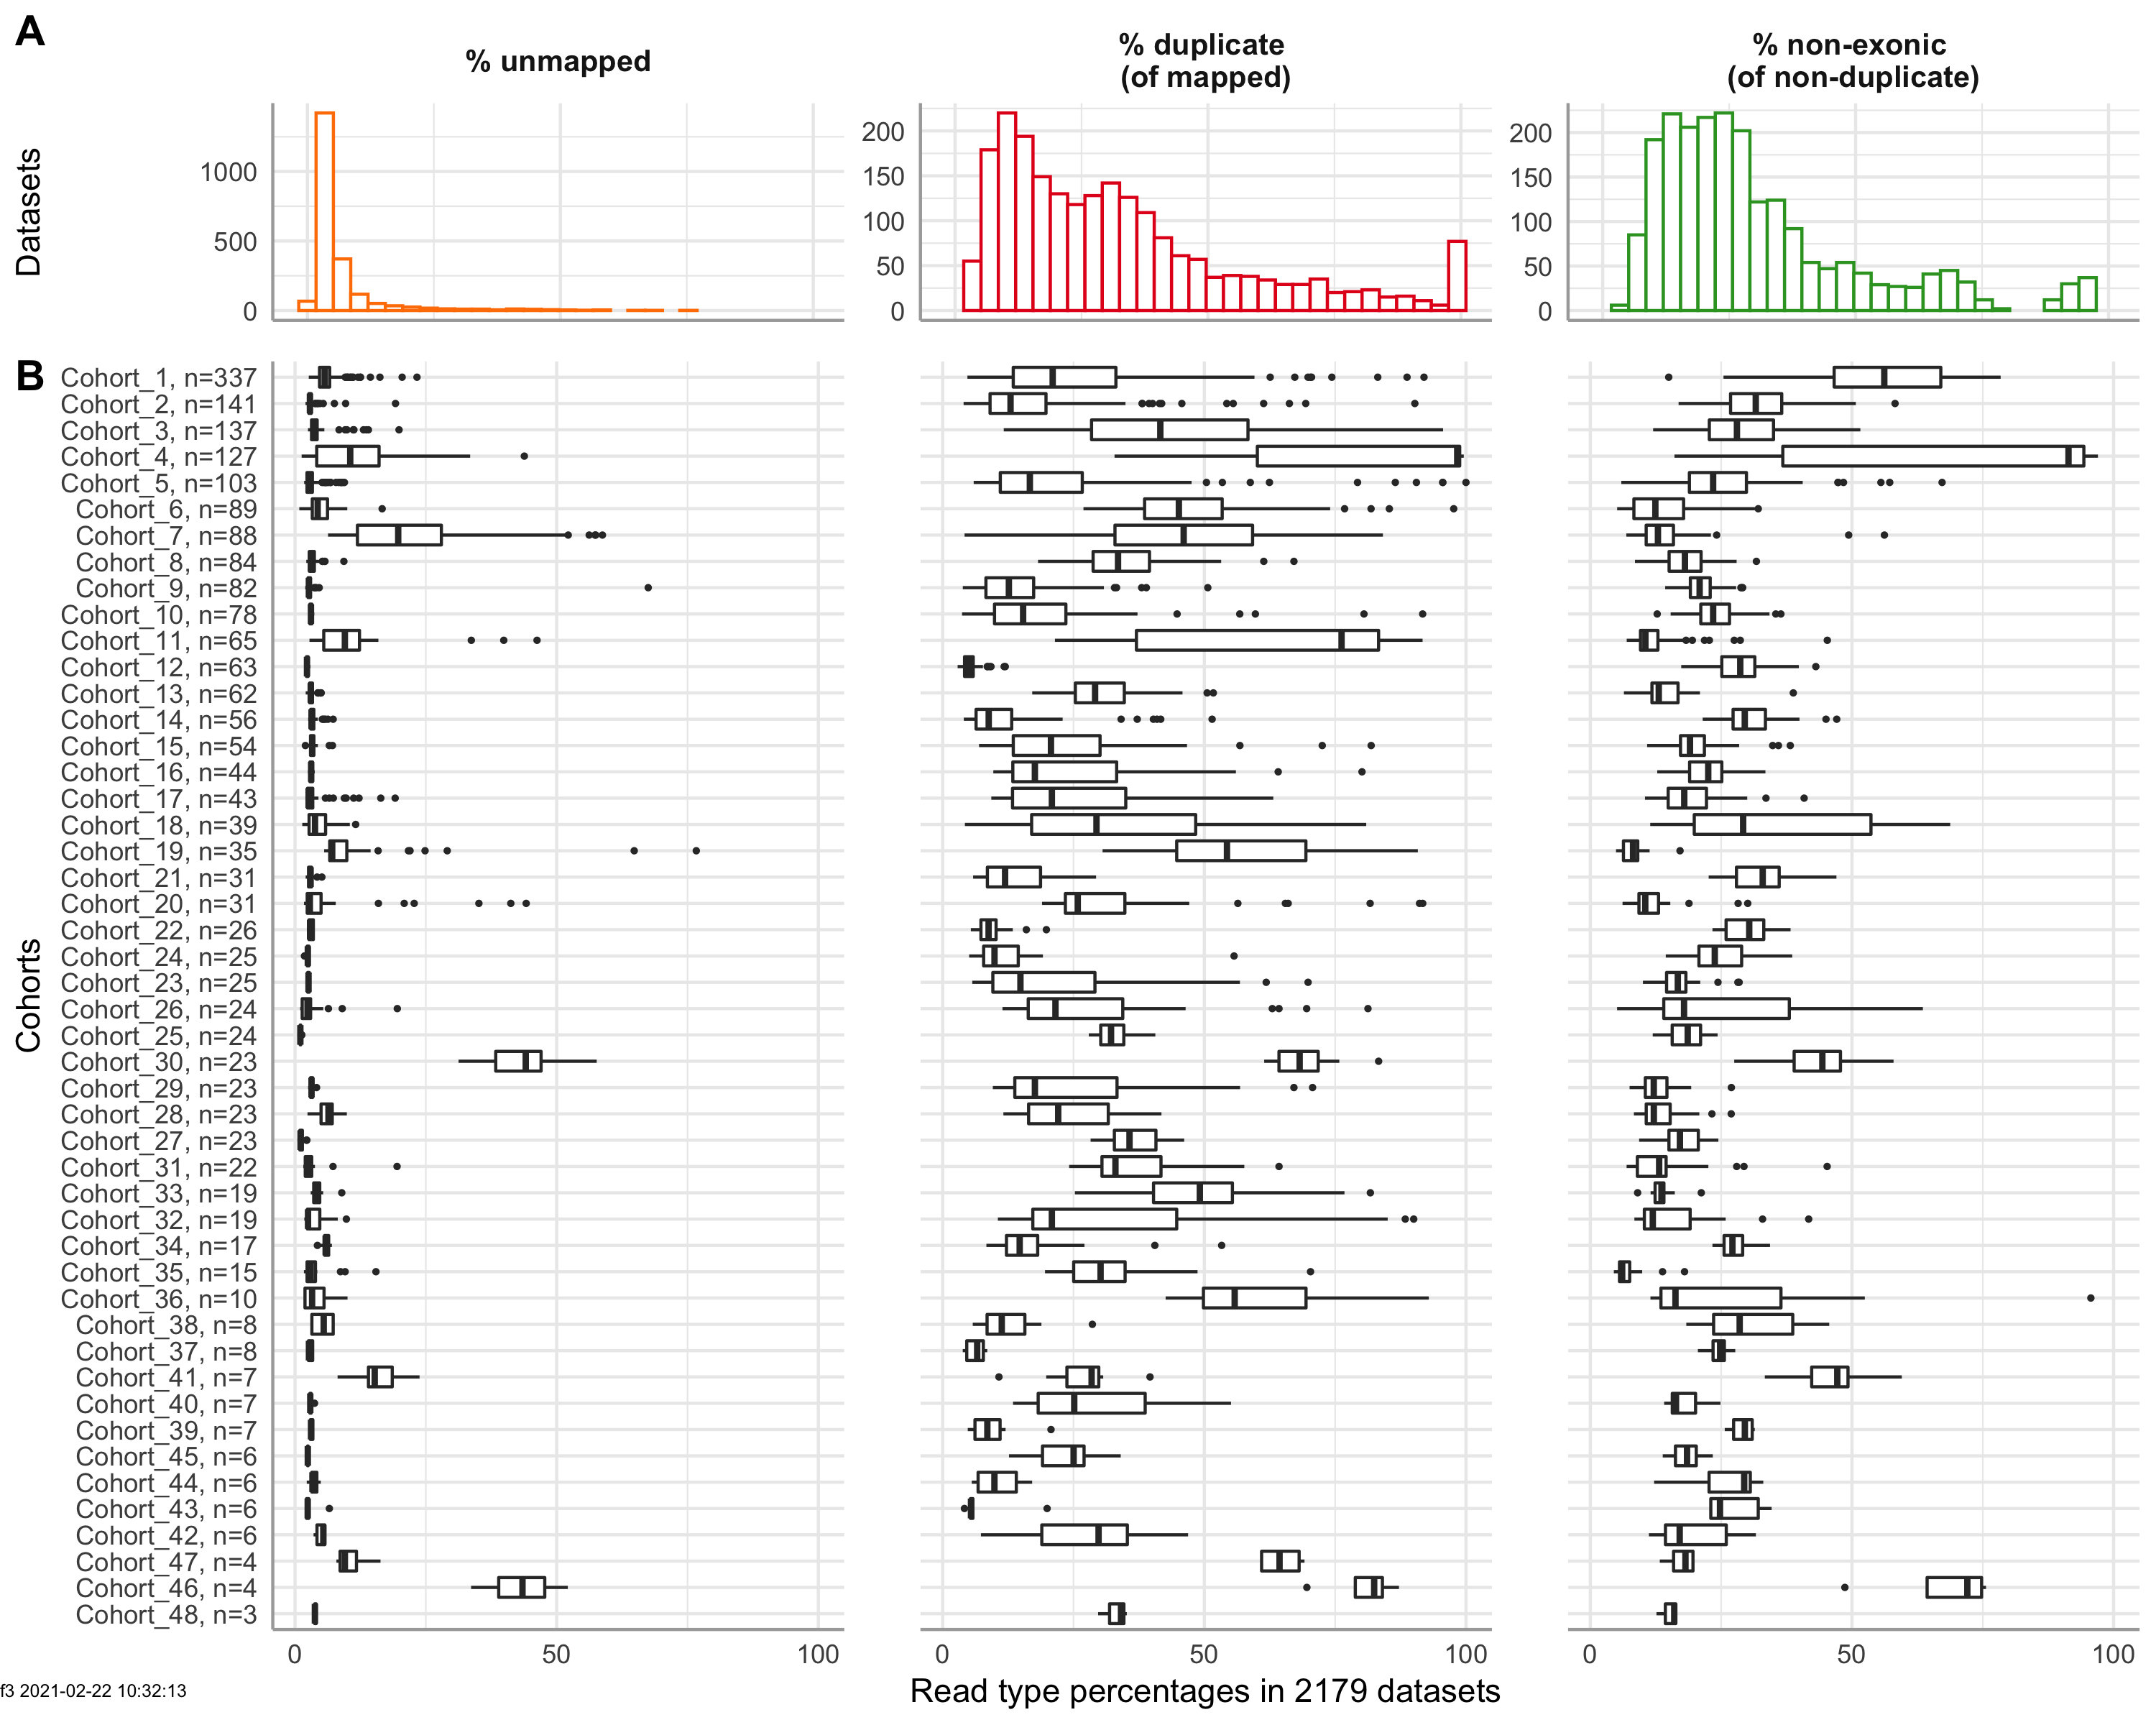 A
% unmapped
% duplicate
(of mapped)
% non-exonic
(of non-duplicate)
Datasets
1000
500
0
200
150
100
50
0
200
150
100
50
0
B
Cohorts
Cohort_1, n=337
Cohort_2, n=141
Cohort_3, n=137
Cohort_4, n=127
Cohort_5, n=103
Cohort_6, n=89
Cohort_7, n=88
Cohort_8, n=84
Cohort_9, n=82
Cohort_10, n=78
Cohort_11, n=65
Cohort_12, n=63
Cohort_13, n=62
Cohort_14, n=56
Cohort_15, n=54
Cohort_16, n=44
Cohort_17, n=43
Cohort_18, n=39
Cohort_19, n=35
Cohort_21, n=31
Cohort_20, n=31
Cohort_22, n=26
Cohort_24, n=25
Cohort_23, n=25
Cohort_26, n=24
Cohort_25, n=24
Cohort_30, n=23
Cohort_29, n=23
Cohort_28, n=23
Cohort_27, n=23
Cohort_31, n=22
Cohort_33, n=19
Cohort_32, n=19
Cohort_34, n=17
Cohort_35, n=15
Cohort_36, n=10
Cohort_38, n=8
Cohort_37, n=8
Cohort_41, n=7
Cohort_40, n=7
Cohort_39, n=7
Cohort_45, n=6
Cohort_44, n=6
Cohort_43, n=6
Cohort_42, n=6
Cohort_47, n=4
Cohort_46, n=4
Cohort_48, n=3
0 50 100
0 50 100
0 50 100
Read type percentages in 2179 datasets
f3 2021-02-22 10:32:13